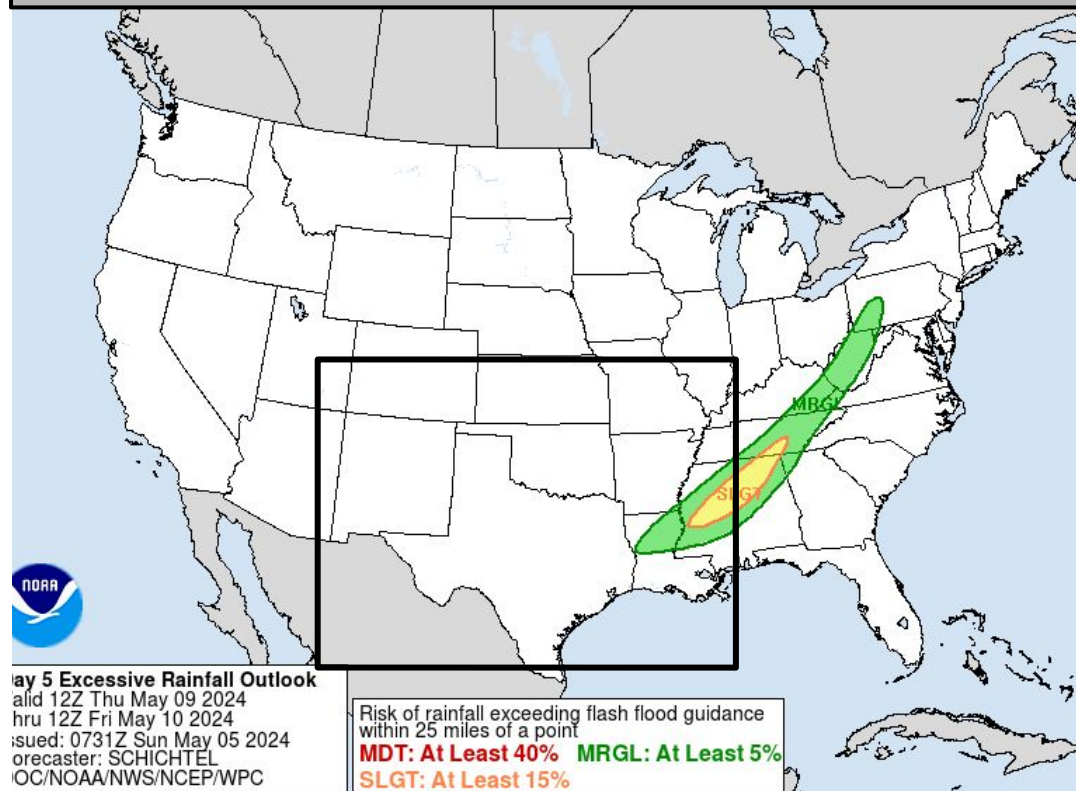 MRGL
SLGT
NOAA
ay 5 Excessive Rainfall Outlook
alid 12Z Thu May 09 2024
hru 12Z Fri May 10 2024
ssued: 0731Z Sun May 05 2024
orecaster: SCHICHTEL
DOC/NOAA/NWS/NCEP/WPC
Risk of rainfall exceeding flash flood guidance
within 25 miles of a point
MDT: At Least 40% MRGL: At Least 5%
SLGT: At Least 15%